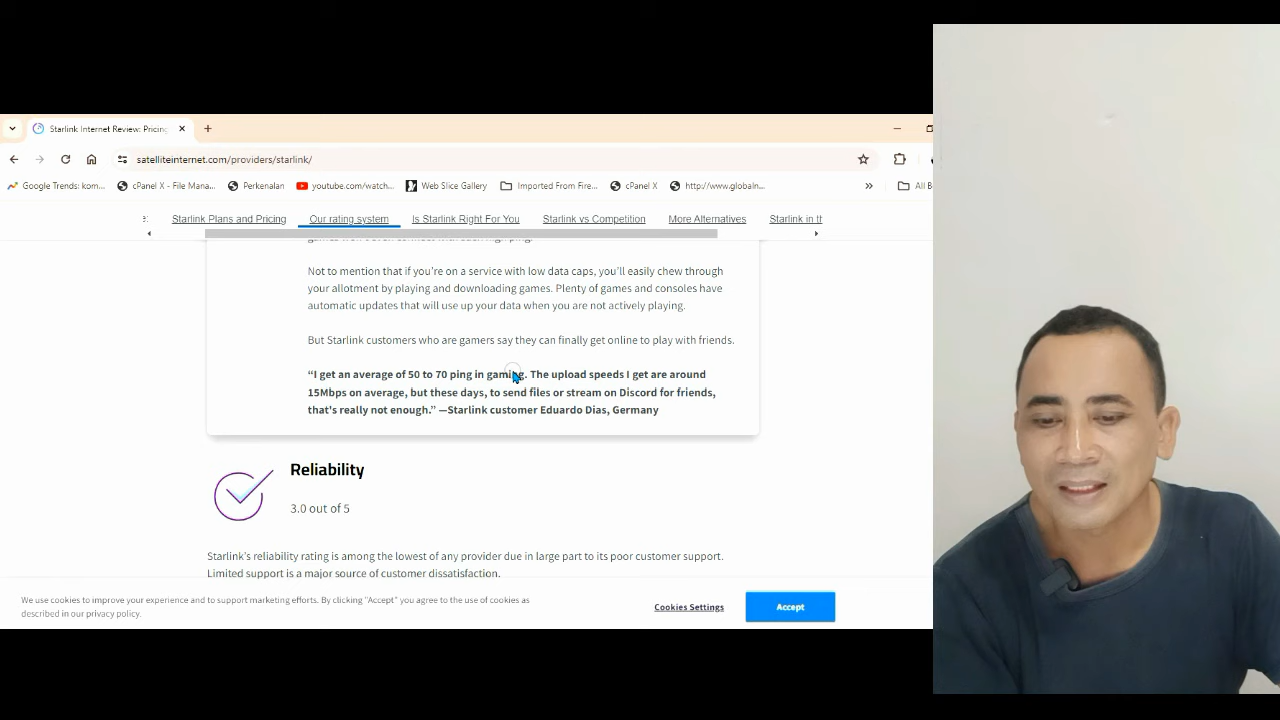 Starlink Internet Review: Pricing
satelliteinternet.com/providers/starlink/
Google Trends: kom...
cPanel X - File Mana...
Perkenalan
youtube.com/watch...
Web Slice Gallery
Imported From Fire...
cPanel X
http://www.globaln...
»
All B
Starlink Plans and Pricing
Our rating system
Is Starlink Right For You
Starlink vs Competition
More Alternatives
Starlink in th
Not to mention that if you're on a service with low data caps, you'll easily chew through
your allotment by playing and downloading games. Plenty of games and consoles have
automatic updates that will use up your data when you are not actively playing.
But Starlink customers who are gamers say they can finally get online to play with friends.
“I get an average of 50 to 70 ping in gaming. The upload speeds I get are around
15Mbps on average, but these days, to send files or stream on Discord for friends,
that's really not enough.” —Starlink customer Eduardo Dias, Germany
Reliability
3.0 out of 5
Starlink’s reliability rating is among the lowest of any provider due in large part to its poor customer support.
Limited support is a major source of customer dissatisfaction.
We use cookies to improve your experience and to support marketing efforts. By clicking "Accept" you agree to the use of cookies as
described in our privacy policy.
Cookies Settings
Accept